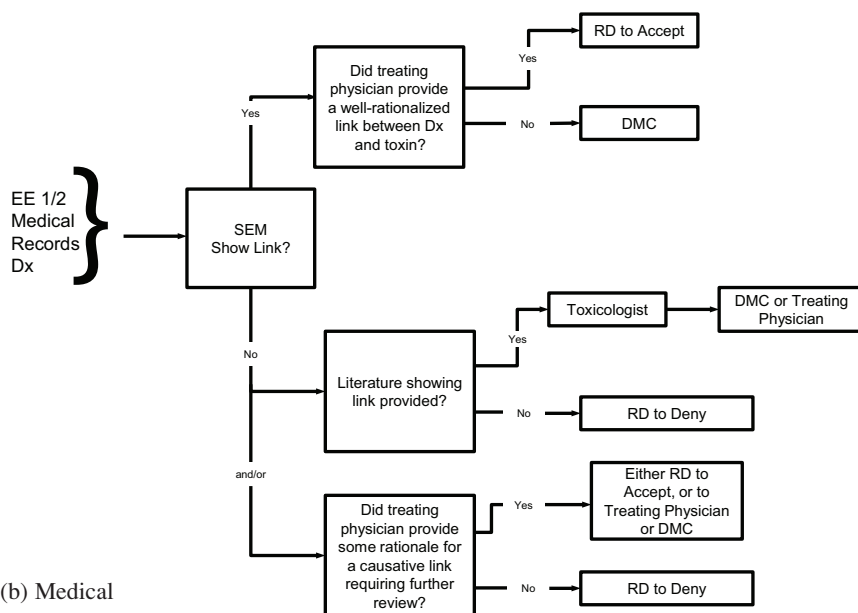 RD to Accept
Yes
Did treating
physician provide
a well-rationalized
link between Dx
and toxin?
Yes
No
DMC
EE 1/2
Medical
Records
Dx
SEM
Show Link?
No
Toxicologist
DMC or Treating
Physician
Yes
Literature showing
link provided?
No
RD to Deny
and/or
Did treating
physician provide
some rationale for
a causative link
requiring further
review?
Yes
Either RD to
Accept, or to
Treating Physician
or DMC
No
RD to Deny
(b) Medical